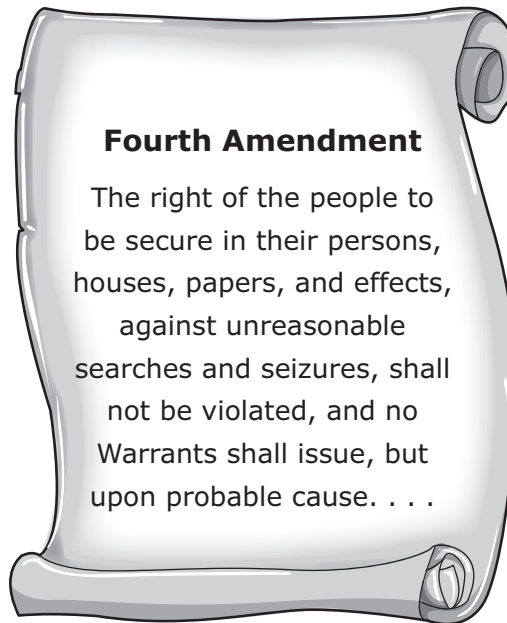 Fourth Amendment
The right of the people to
be secure in their persons,
houses, papers, and effects,
against unreasonable
searches and seizures, shall
not be violated, and no
Warrants shall issue, but
upon probable cause. . . .